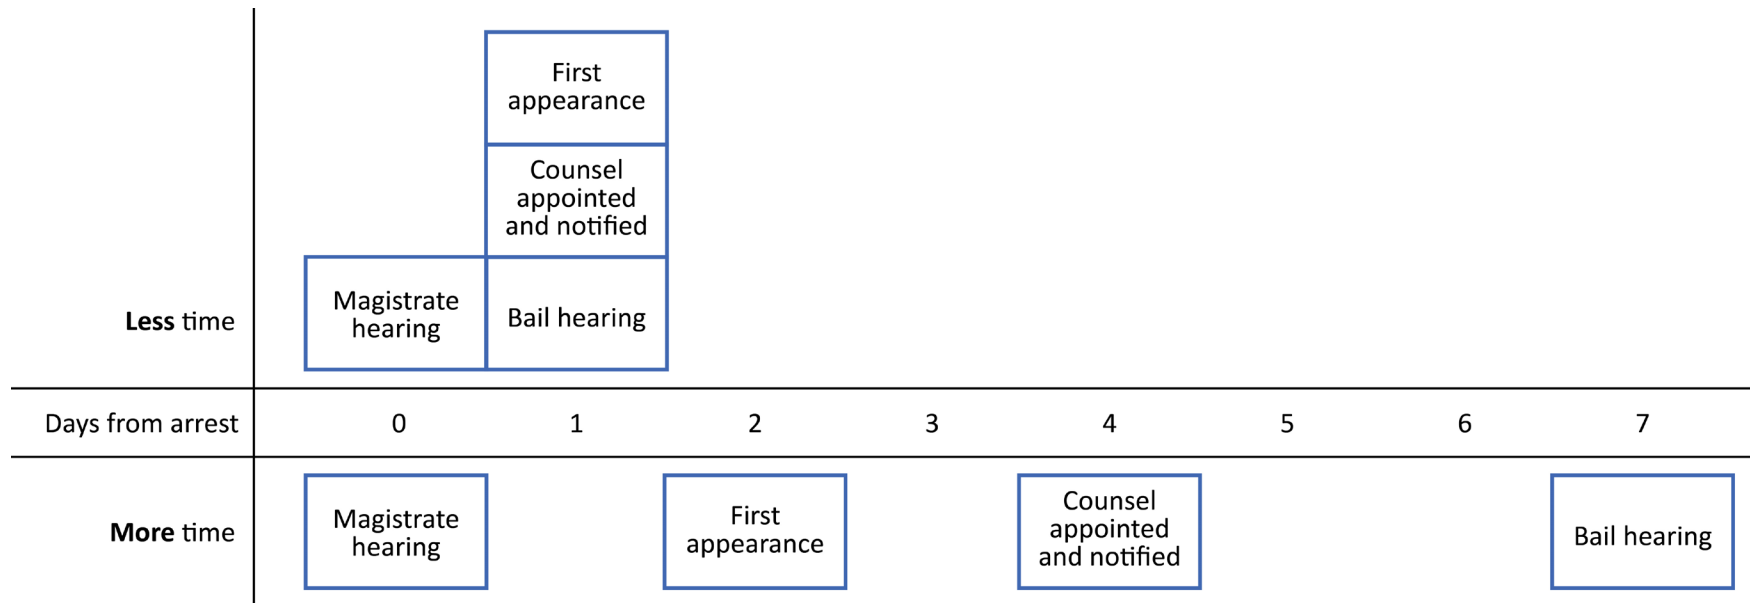 First
appearance
Counsel
appointed
and notified
Magistrate
hearing
Bail hearing
Less time
Days from arrest 0 1 2 3 4 5 6 7
More time
Magistrate
hearing
First
appearance
Counsel
appointed
and notified
Bail hearing